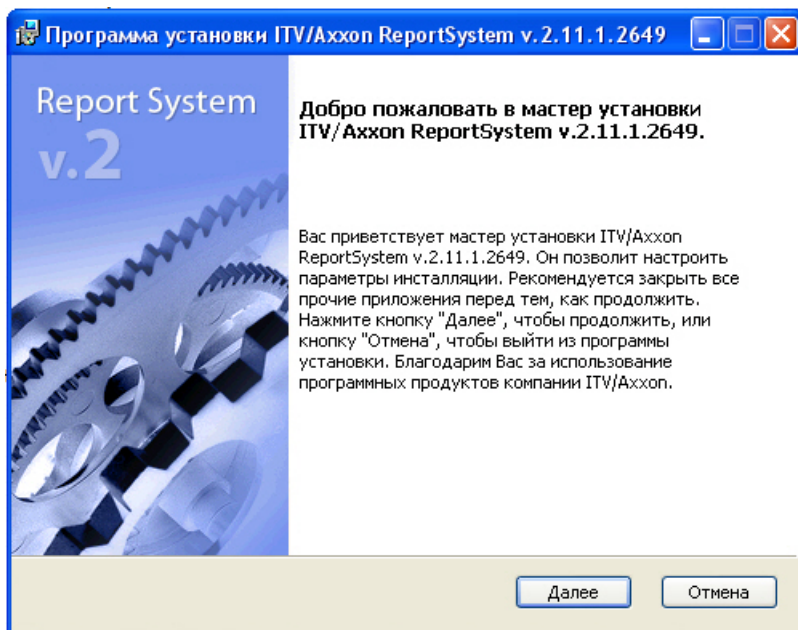 Программа установки ITV/Axxon ReportSystem v.2.11.1.2649
Report System
v.2
Добро пожаловать в мастер установки
ITV/Axxon ReportSystem v.2.11.1.2649.
Вас приветствует мастер установки ITV/Axxon
ReportSystem v.2.11.1.2649. Он позволит настроить
параметры инсталляции. Рекомендуется закрыть все
прочие приложения перед тем, как продолжить.
Нажмите кнопку "Далее", чтобы продолжить, или
кнопку "Отмена", чтобы выйти из программы
установки. Благодарим Вас за использование
программных продуктов компании ITV/Axxon.
Далее
Отмена